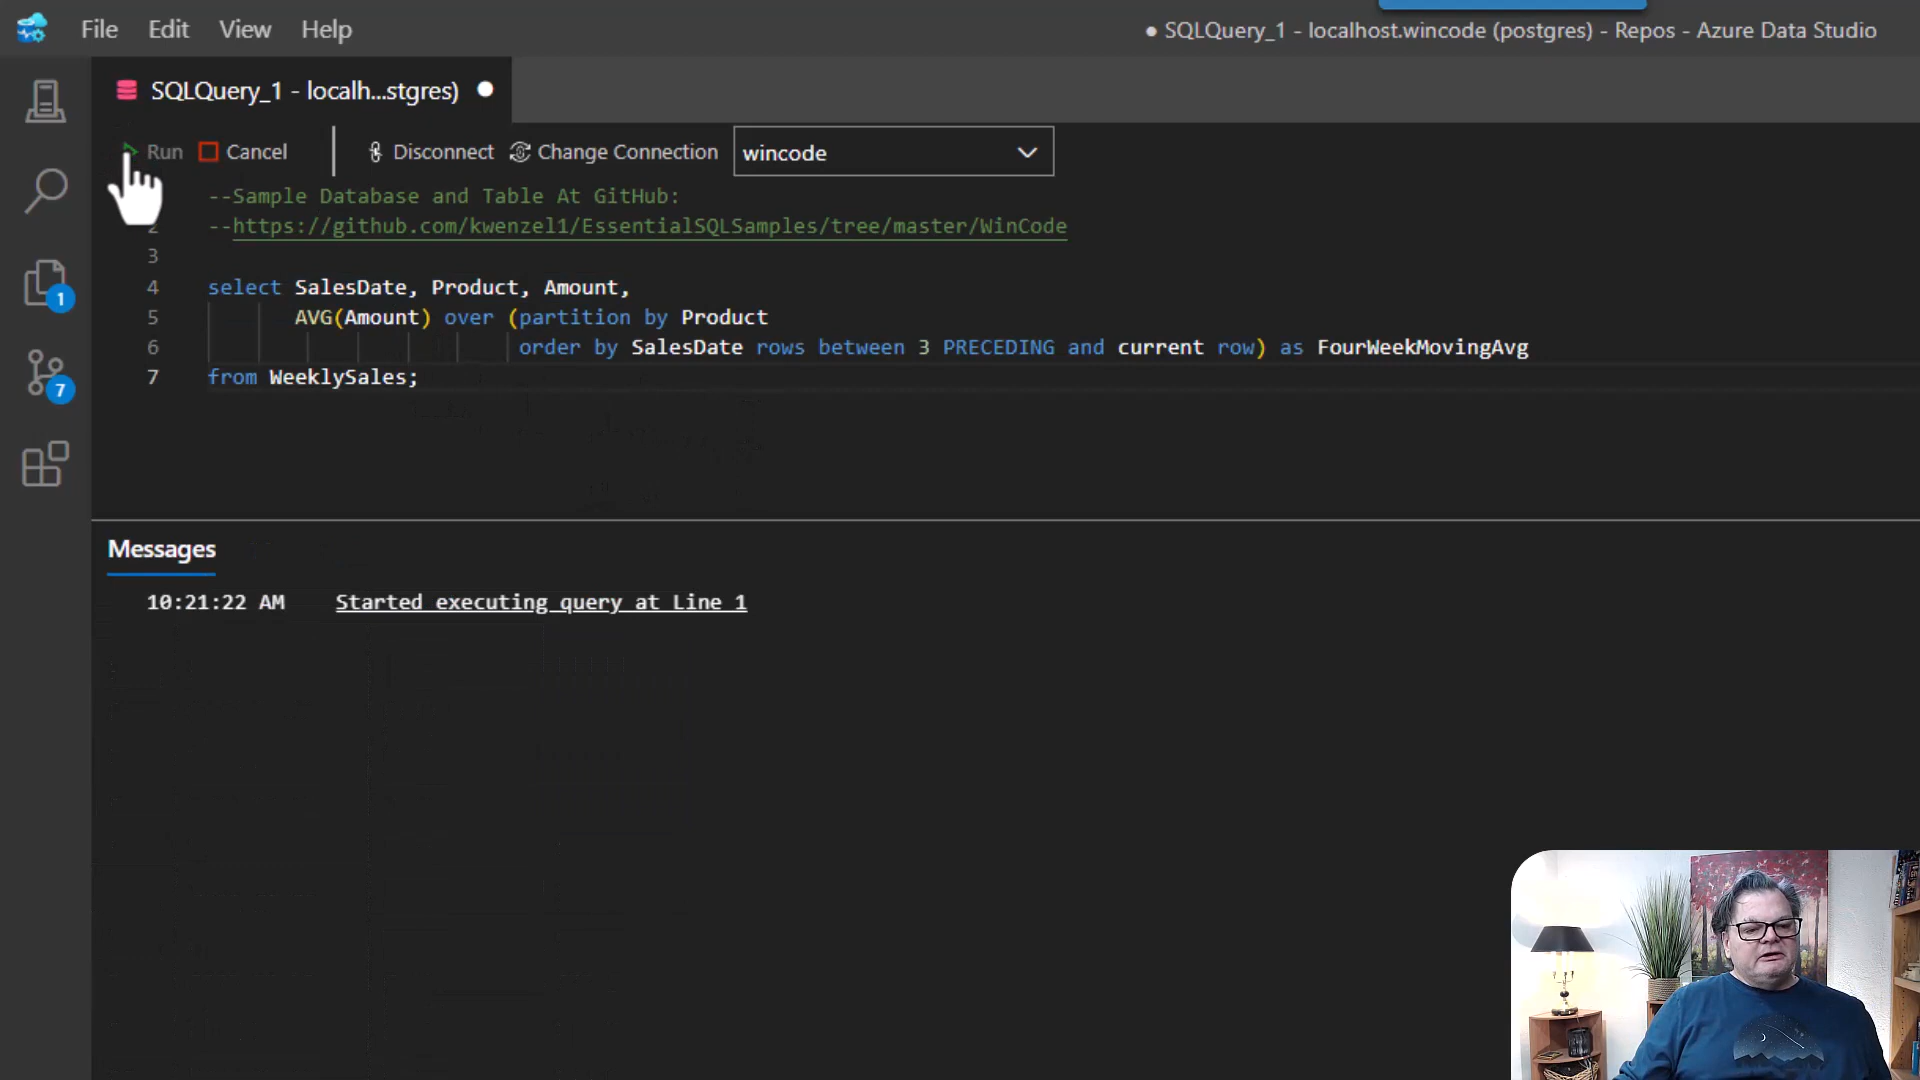 File Edit View Help
● SQLQuery_1 - localhost.wincode (postgres) - Repos - Azure Data Studio
SQLQuery_1 - localh...stgres) ●
Run Cancel Disconnect Change Connection wincode
--Sample Database and Table At GitHub:
2 --https://github.com/kwenzel1/EssentialSQLSamples/tree/master/WinCode
3
4 select SalesDate, Product, Amount,
5 AVG(Amount) over (partition by Product
6 order by SalesDate rows between 3 PRECEDING and current row) as FourWeekMovingAvg
7 from WeeklySales;
1
7
Messages
10:21:22 AM Started executing query at Line 1